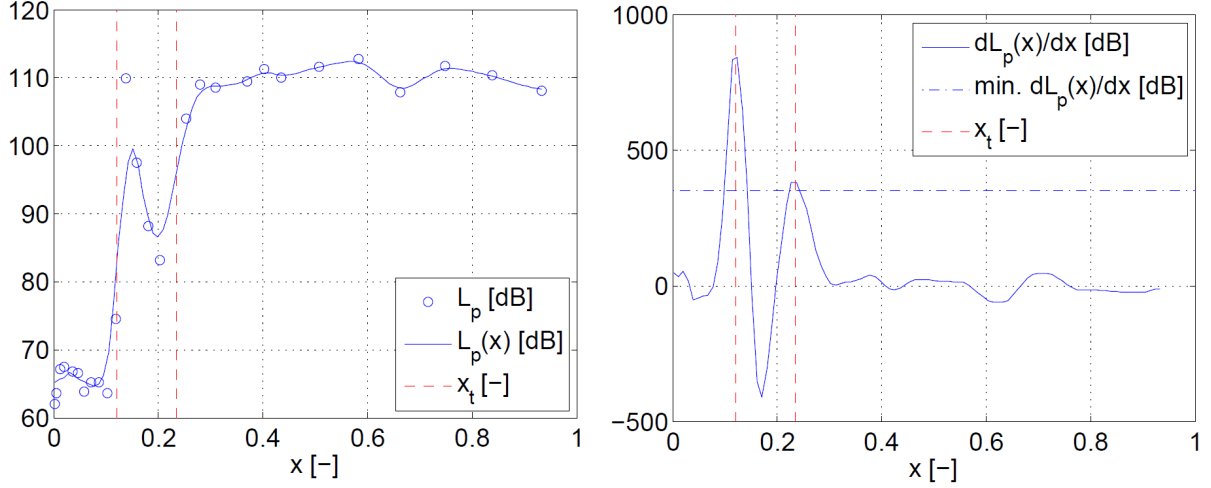 120
110
100
90
80
70
60
0
0.2
0.4
0.6
0.8
1
x [−]
L_p [dB]
L_p(x) [dB]
x_t [−]
1000
500
0
−500
0
0.2
0.4
0.6
0.8
1
x [−]
dL_p(x)/dx [dB]
min. dL_p(x)/dx [dB]
x_t [−]